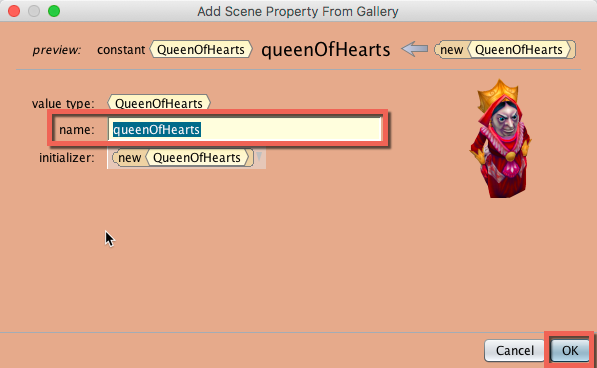 Add Scene Property From Gallery
preview: constant QueenOfHearts queenOfHearts new QueenOfHearts
value type: QueenOfHearts
name: queenOfHearts
initializer: new QueenOfHearts
Cancel OK